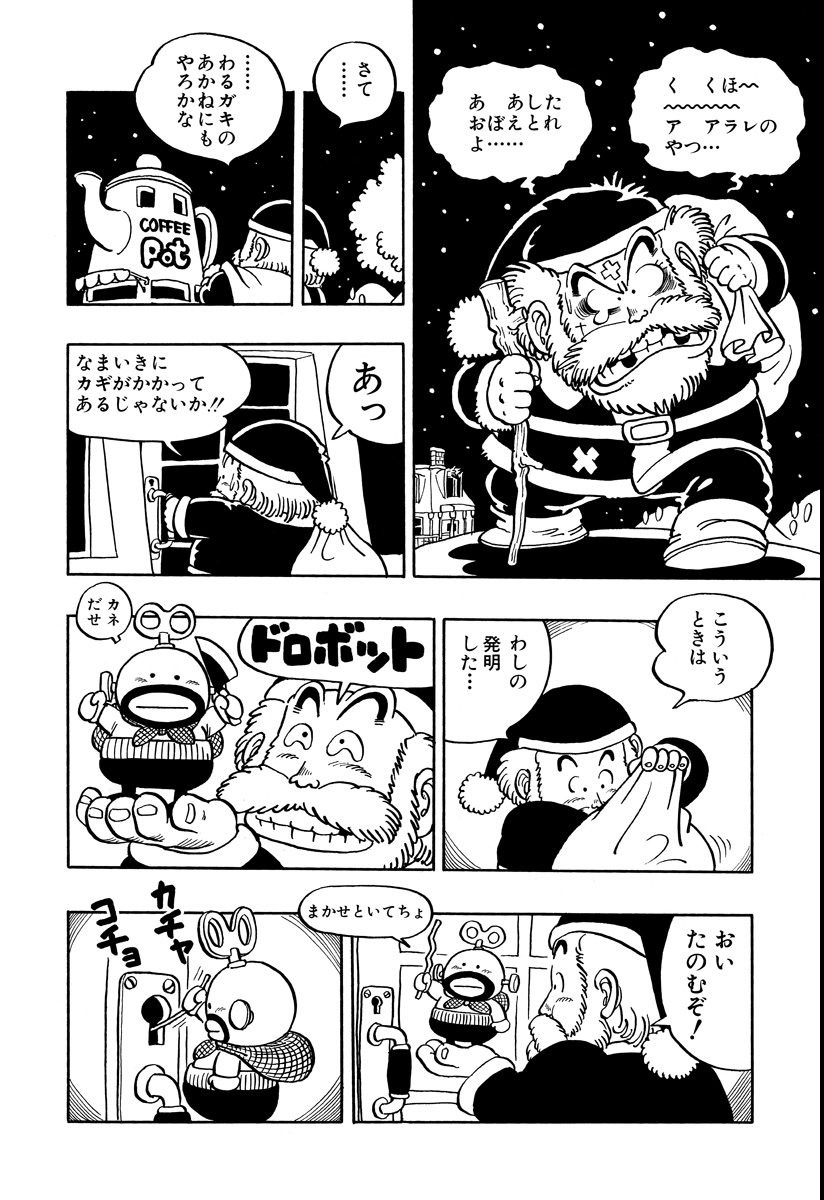 く　くほ〜
〜〜〜〜〜〜
ア　アラレの
やつ…
あ　あした
おぼえとれ
よ……
さて
……
……
わるガキの
あかねにも
やろかな
COFFEE
Pot
あっ
なまいきに
カギがかかって
あるじゃないか!!
こういう
ときは
わしの
発明
した…
ドロボット
カネ
だせ
おい
たのむぞ!
まかせといてちょ
カチャ
コチョ